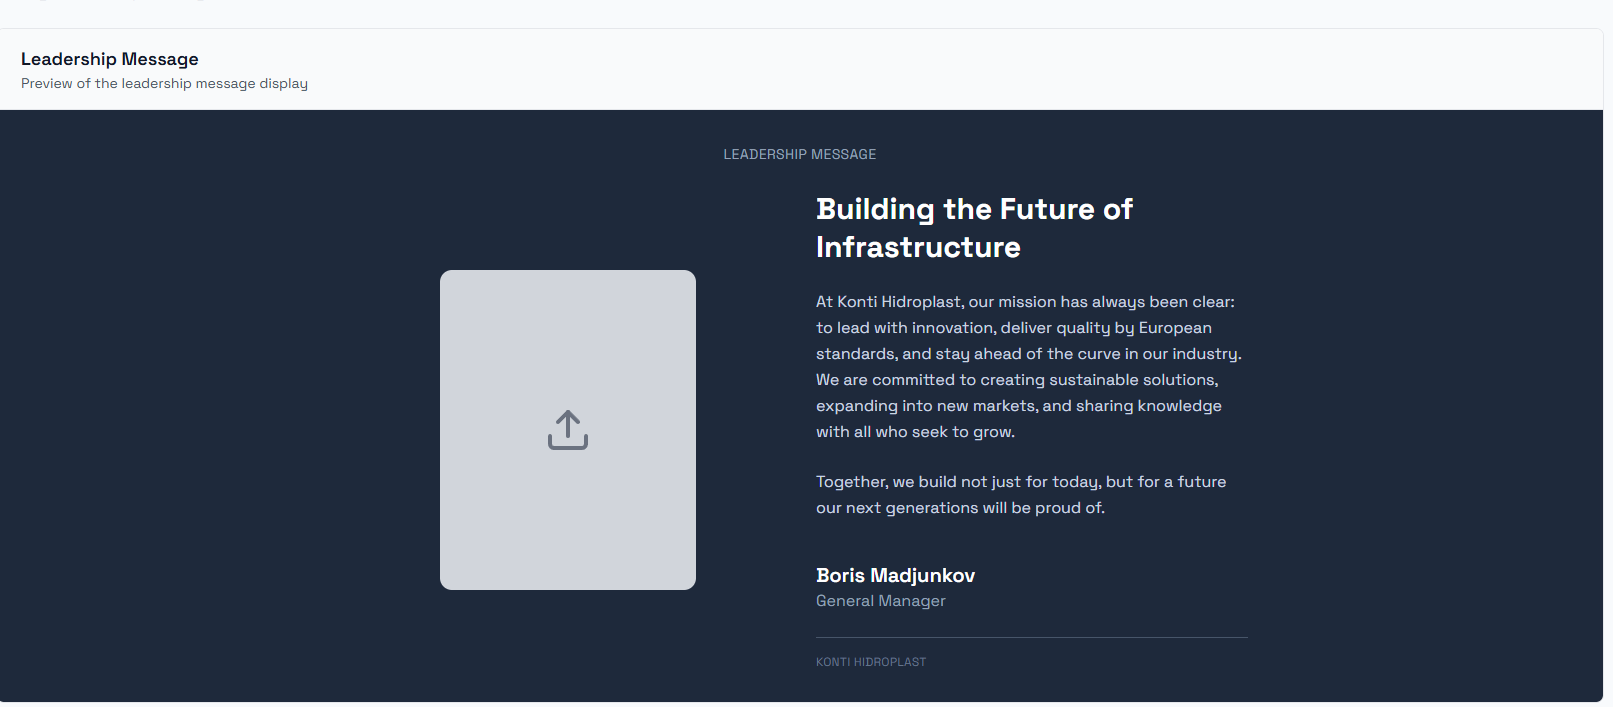 Leadership Message
Preview of the leadership message display
LEADERSHIP MESSAGE
Building the Future of
Infrastructure
At Konti Hidroplast, our mission has always been clear:
to lead with innovation, deliver quality by European
standards, and stay ahead of the curve in our industry.
We are committed to creating sustainable solutions,
expanding into new markets, and sharing knowledge
with all who seek to grow.
Together, we build not just for today, but for a future
our next generations will be proud of.
Boris Madjunkov
General Manager
KONTI HIDROPLAST